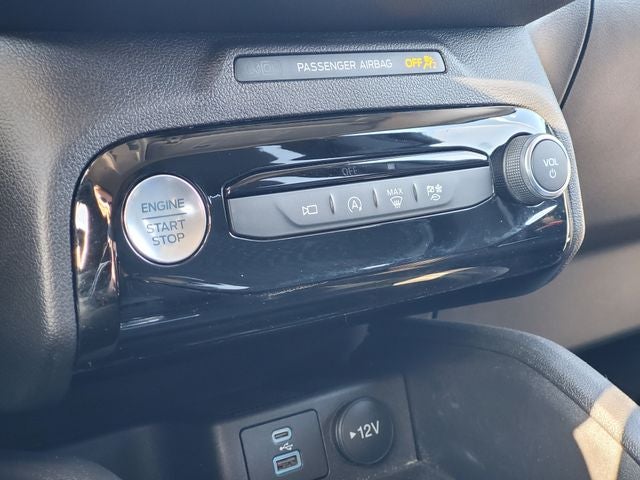 PASSENGER AIRBAG OFF
OFF
ENGINE
START
STOP
A
MAX
VOL
12V